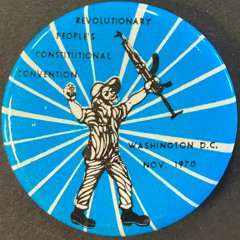 REVOLUTIONARY
PEOPLE'S
CONSTITUTIONAL
CONVENTION
WASHINGTON D.C.
NOV. 1970